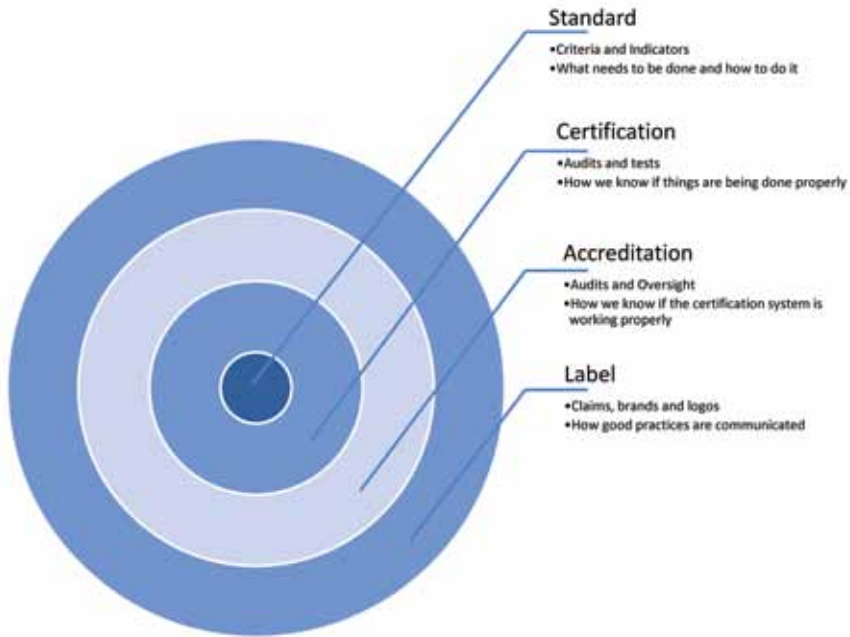 Standard
•Criteria and Indicators
•What needs to be done and how to do it
Certification
•Audits and tests
•How we know if things are being done properly
Accreditation
•Audits and Oversight
•How we know if the certification system is
working properly
Label
•Claims, brands and logos
•How good practices are communicated